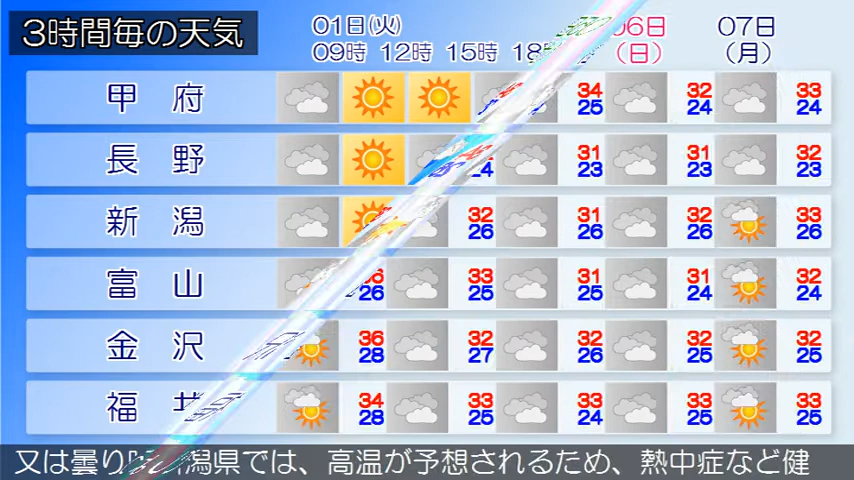 3時間毎の天気
01日(火) 06日 07日
09時 12時 15時 (日) (月)
甲府 34 25 32 24 33 24
長野 31 23 31 23 32 23
新潟 32 26 31 26 32 26 33 26
富山 26 33 25 31 25 31 24 32 24
金沢 36 28 32 27 32 26 32 25 32 25
福井 34 28 33 25 33 24 33 25 33 25
又は曇り 潟県では、高温が予想されるため、熱中症など健